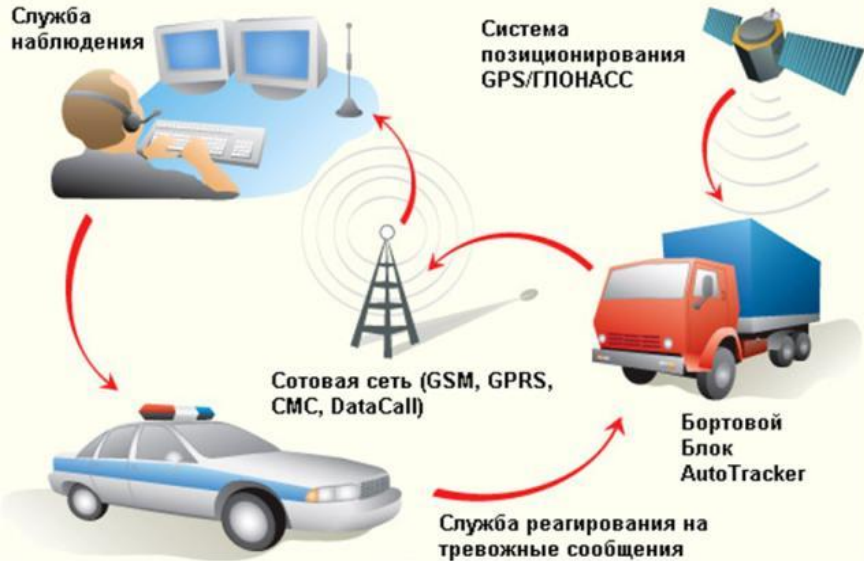 Служба
наблюдения
Система
позиционирования
GPS/ГЛОНАСС
Сотовая сеть (GSM, GPRS,
СМС, DataCall)
Бортовой
Блок
AutoTracker
Служба реагирования на
тревожные сообщения